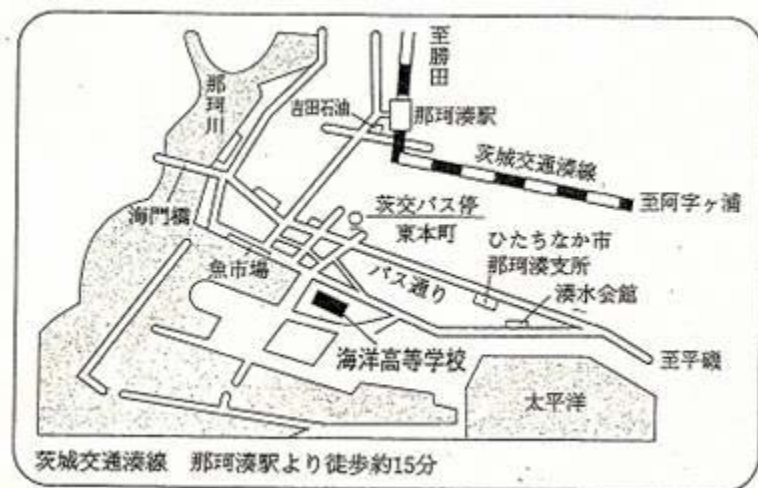 至勝田
那珂川
吉田石油
那珂湊駅
茨城交通湊線
至阿字ヶ浦
海門橋
茨交バス停
東本町
ひたちなか市
那珂湊支所
魚市場
バス通り
湊水会館
海洋高等学校
至平磯
太平洋
茨城交通湊線 那珂湊駅より徒歩約15分